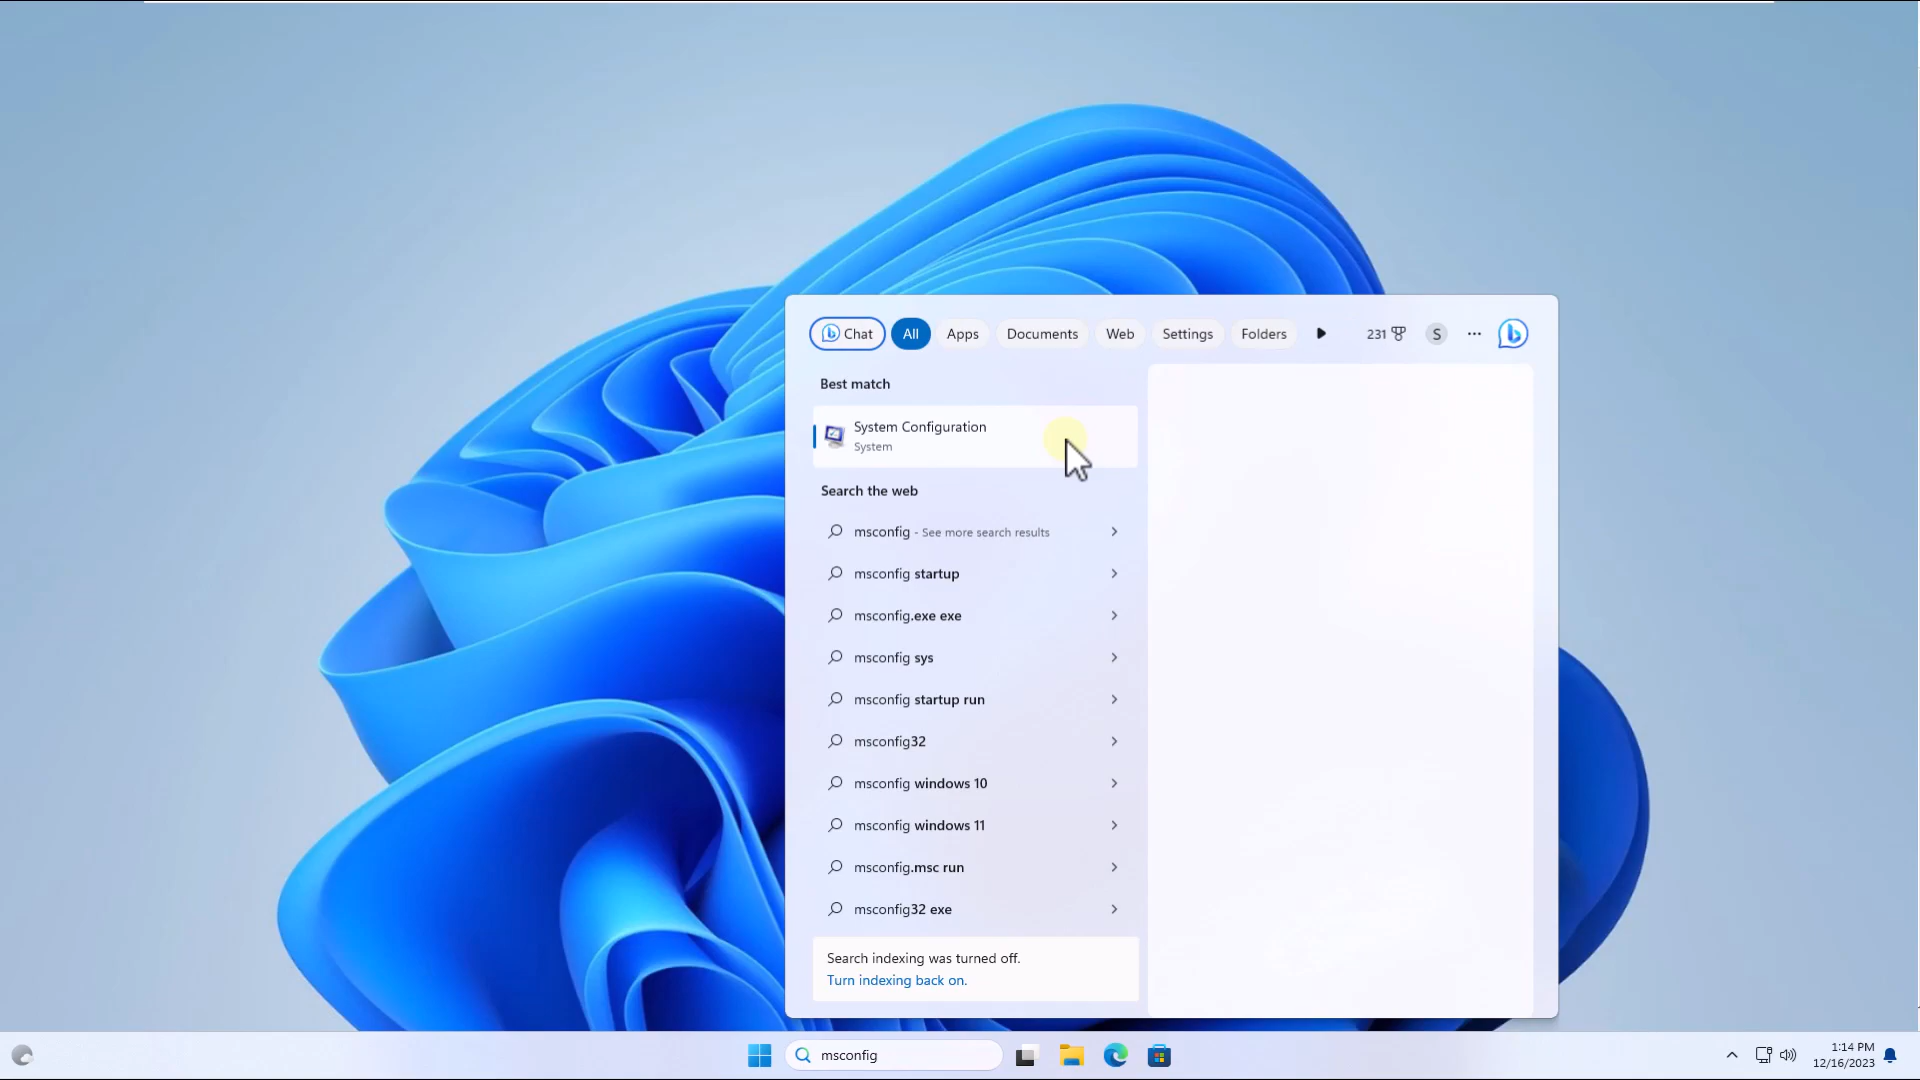 Chat
All
Apps
Documents
Web
Settings
Folders
231
S
Best match
System Configuration
System
Search the web
msconfig - See more search results
msconfig startup
msconfig.exe exe
msconfig sys
msconfig startup run
msconfig32
msconfig windows 10
msconfig windows 11
msconfig.msc run
msconfig32 exe
Search indexing was turned off.
Turn indexing back on.
msconfig
1:14 PM
12/16/2023